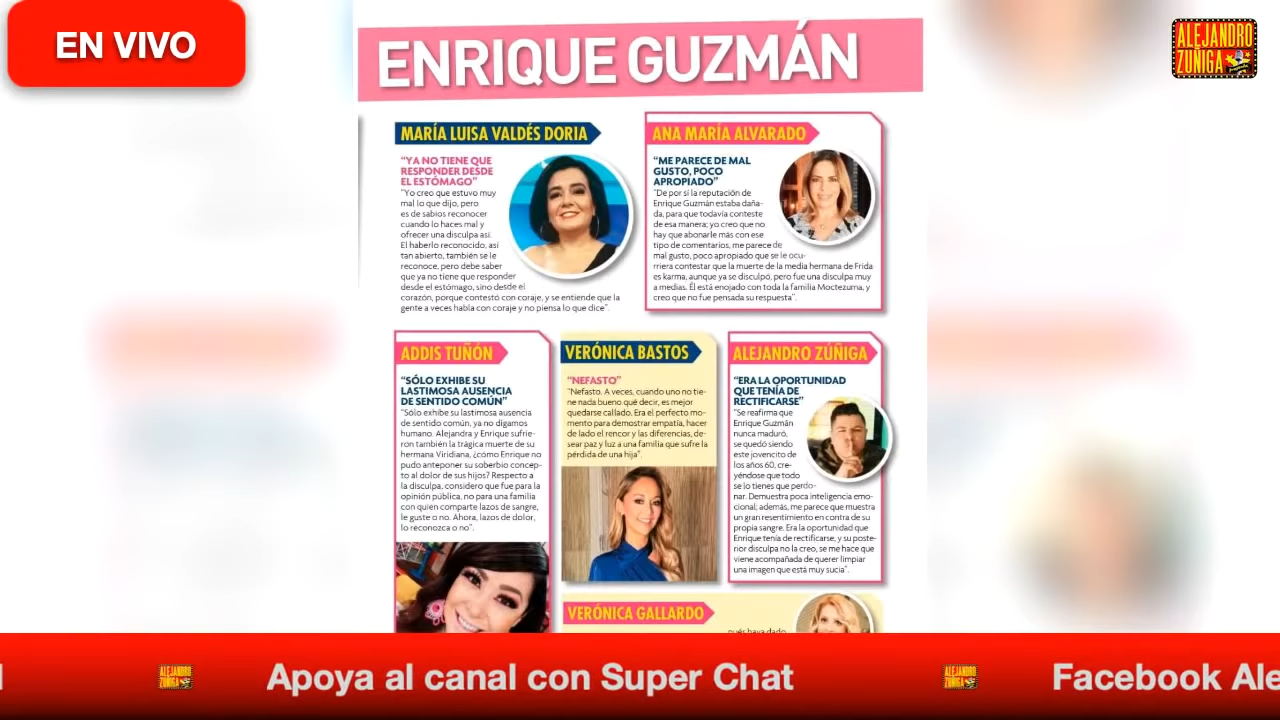 EN VIVO
ALEJANDRO
ZÚÑIGA
ENRIQUE GUZMÁN
MARÍA LUISA VALDÉS DORIA
“YA NO TIENE QUE
RESPONDER DESDE
EL ESTÓMAGO”
“Yo creo que estuvo muy
mal lo que dijo, pero
es de sabios reconocer
cuando lo haces mal y
ofrecer una disculpa así.
El haberlo reconocido, así
tan abierto, también se le
reconoce, pero debe saber
que ya no tiene que responder
desde el estómago, sino desde el
corazón, porque contestó con coraje, y se entiende que la
gente a veces habla con coraje y no piensa lo que dice”.
ANA MARÍA ALVARADO
“ME PARECE DE MAL
GUSTO, POCO
APROPIADO”
“De por sí la reputación de
Enrique Guzmán estaba daña-
da, para que todavía conteste
de esa manera; yo creo que no
hay que abonarle más con ese
tipo de comentarios, me parece de
mal gusto, poco apropiado que se le ocu-
rriera contestar que la muerte de la media hermana de Frida
es karma, aunque ya se disculpó, pero fue una disculpa muy
a medias. Él está enojado con toda la familia Moctezuma, y
creo que no fue pensada su respuesta”.
ADDIS TUÑÓN
“SÓLO EXHIBE SU
LASTIMOSA AUSENCIA
DE SENTIDO COMÚN”
“Sólo exhibe su lastimosa ausencia
de sentido común, ya no digamos
humano. Alejandra y Enrique sufrie-
ron también la trágica muerte de su
hermana Viridiana, ¿cómo Enrique no
pudo anteponer su soberbio concep-
to al dolor de sus hijos? Respecto a
la disculpa, considero que fue para la
opinión pública, no para una familia
con quien comparte lazos de sangre,
le guste o no. Ahora, lazos de dolor,
lo reconozca o no”.
VERÓNICA BASTOS
“NEFASTO”
“Nefasto. A veces, cuando uno no tie-
ne nada bueno qué decir, es mejor
quedarse callado. Era el perfecto mo-
mento para demostrar empatía, hacer
de lado el rencor y las diferencias, de-
sear paz y luz a una familia que sufre la
pérdida de una hija”.
ALEJANDRO ZÚÑIGA
“ERA LA OPORTUNIDAD
QUE TENÍA DE
RECTIFICARSE”
“Se reafirma que
Enrique Guzmán
nunca maduró,
se quedó siendo
este jovencito de
los años 60, cre-
yéndose que todo
se lo tienes que perdo-
nar. Demuestra poca inteligencia emo-
cional; además, me parece que muestra
un gran resentimiento en contra de su
propia sangre. Era la oportunidad que
Enrique tenía de rectificarse, y su poste-
rior disculpa no la creo, se me hace que
viene acompañada de querer limpiar
una imagen que está muy sucia”.
VERÓNICA GALLARDO
pués haya dado
ALEJANDRO
ZÚÑIGA
Apoya al canal con Super Chat
ALEJANDRO
ZÚÑIGA
Facebook Ale